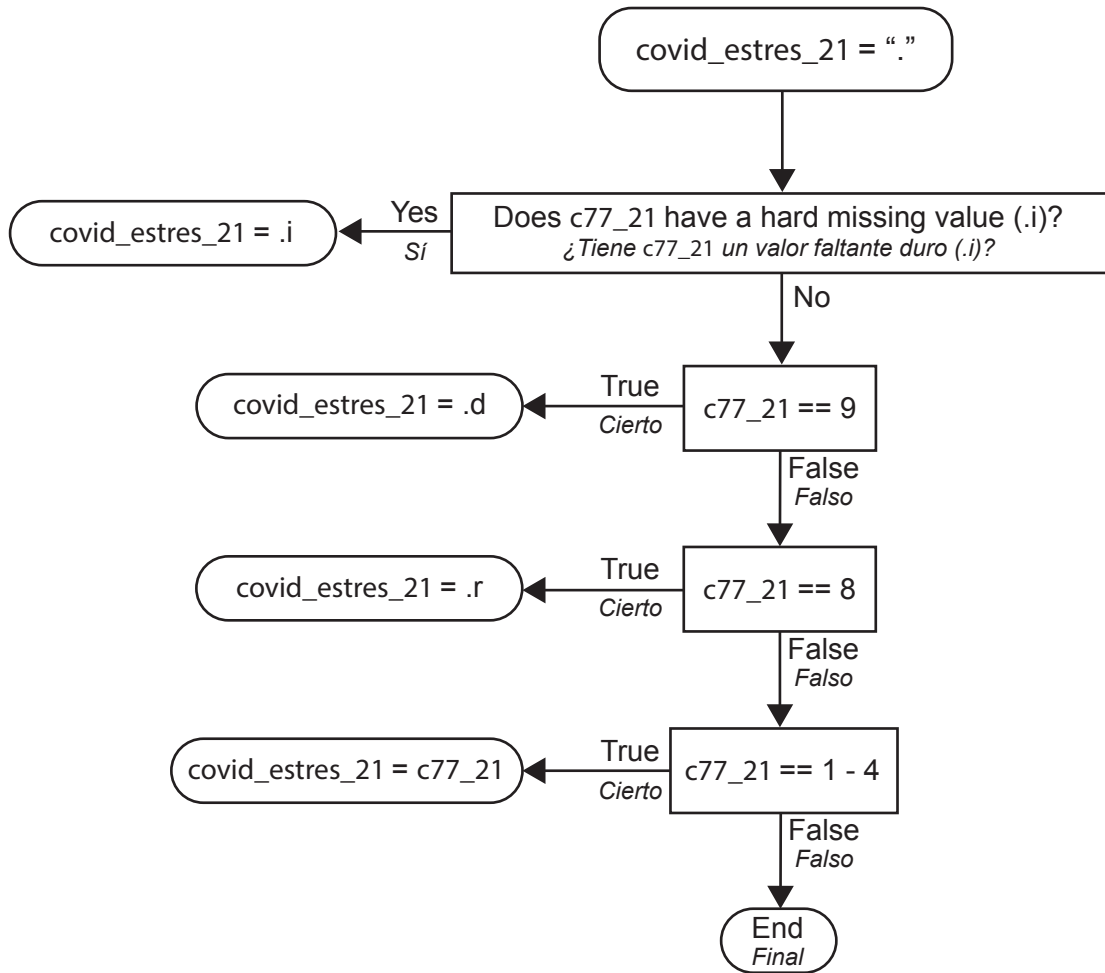 covid_estres_21 = “.”
Does c77_21 have a hard missing value (.i)?
¿Tiene c77_21 un valor faltante duro (.i)?
Yes
Sí
covid_estres_21 = .i
No
c77_21 == 9
True
Cierto
covid_estres_21 = .d
False
Falso
c77_21 == 8
True
Cierto
covid_estres_21 = .r
False
Falso
c77_21 == 1 - 4
True
Cierto
covid_estres_21 = c77_21
False
Falso
End
Final